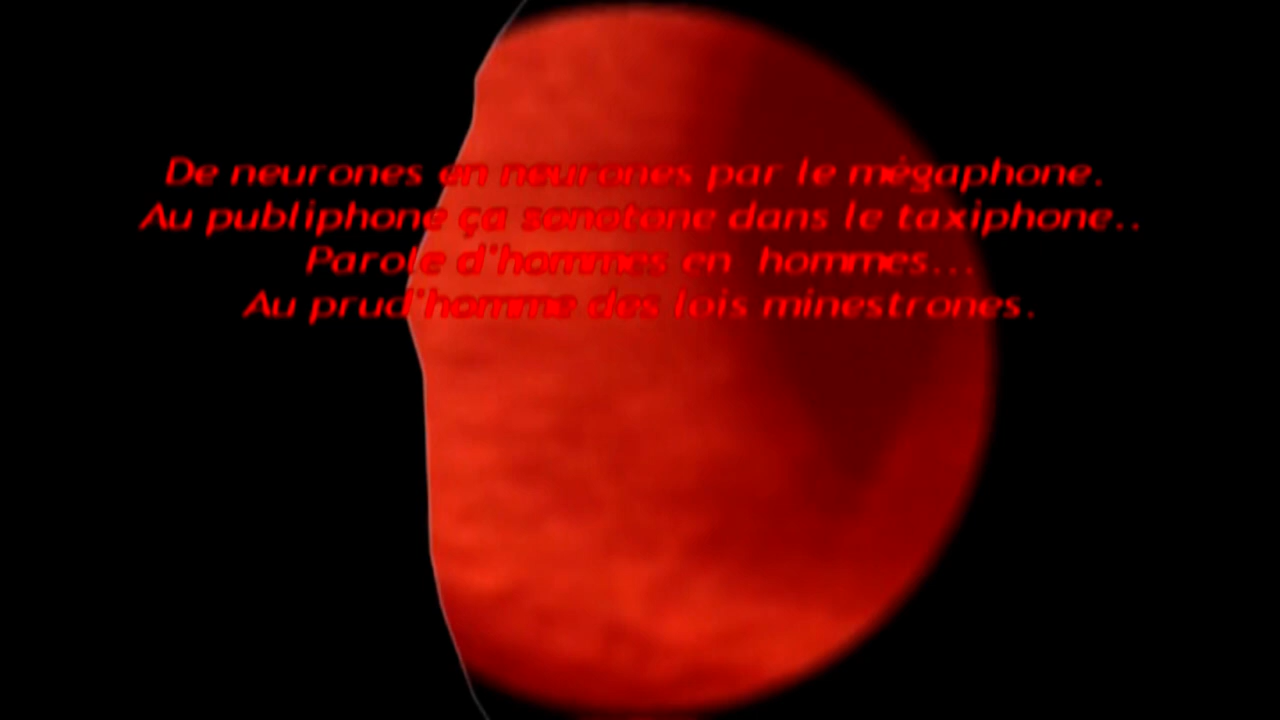 De neurones en neurones par le mégaphone.
Au publiphone ça sonotone dans le taxiphone..
Parole d'hommes en  hommes...
Au prud'homme des lois minestrones.